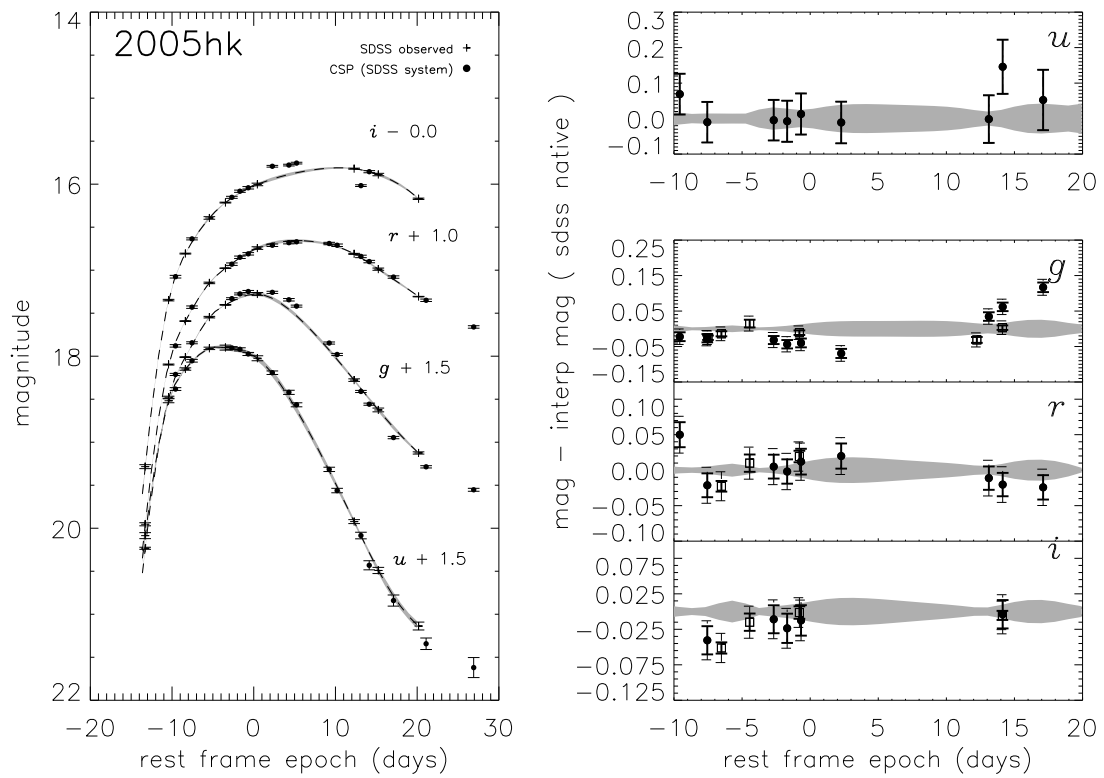 2005hk
SDSS observed +
CSP (SDSS system) ●
i − 0.0
r + 1.0
g + 1.5
u + 1.5
magnitude
14
16
18
20
22
−20 −10 0 10 20 30
rest frame epoch (days)
mag − interp mag ( sdss native )
u
0.3
0.2
0.1
0.0
−0.1
−10 −5 0 5 10 15 20
g
0.25
0.15
0.05
−0.05
−0.15
r
0.10
0.05
0.00
−0.05
−0.10
i
0.075
0.025
−0.025
−0.075
−0.125
−10 −5 0 5 10 15 20
rest frame epoch (days)